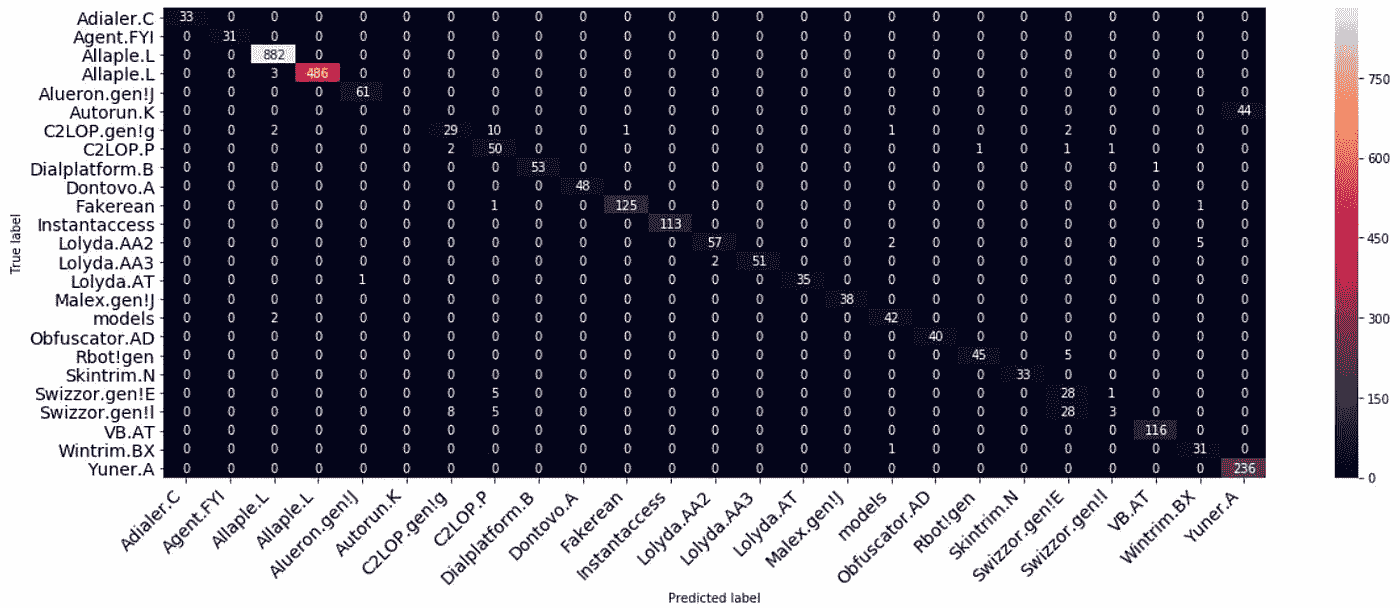 Adialer.C 33 0 0 0 0 0 0 0 0 0 0 0 0 0 0 0 0 0 0 0 0 0 0 0 0
Agent.FYI 0 31 0 0 0 0 0 0 0 0 0 0 0 0 0 0 0 0 0 0 0 0 0 0 0
Allaple.L 0 0 882 0 0 0 0 0 0 0 0 0 0 0 0 0 0 0 0 0 0 0 0 0 0
Allaple.L 0 0 3 486 0 0 0 0 0 0 0 0 0 0 0 0 0 0 0 0 0 0 0 0 0
Alueron.gen!J 0 0 0 0 61 0 0 0 0 0 0 0 0 0 0 0 0 0 0 0 0 0 0 0 0
Autorun.K 0 0 0 0 0 0 0 0 0 0 0 0 0 0 0 0 0 0 0 0 0 0 0 0 44
C2LOP.gen!g 0 0 2 0 0 0 29 10 0 0 1 0 0 0 0 0 1 0 0 0 2 0 0 0 0
C2LOP.P 0 0 0 0 0 0 2 50 0 0 0 0 0 0 0 0 0 0 1 0 1 1 0 0 0
Dialplatform.B 0 0 0 0 0 0 0 0 53 0 0 0 0 0 0 0 0 0 0 0 0 0 1 0 0
Dontovo.A 0 0 0 0 0 0 0 0 0 48 0 0 0 0 0 0 0 0 0 0 0 0 0 0 0
Fakerean 0 0 0 0 0 0 0 1 0 0 125 0 0 0 0 0 0 0 0 0 0 0 0 1 0
Instantaccess 0 0 0 0 0 0 0 0 0 0 0 113 0 0 0 0 0 0 0 0 0 0 0 0 0
Lolyda.AA2 0 0 0 0 0 0 0 0 0 0 0 0 57 0 0 0 2 0 0 0 0 0 0 5 0
Lolyda.AA3 0 0 0 0 0 0 0 0 0 0 0 0 2 51 0 0 0 0 0 0 0 0 0 0 0
Lolyda.AT 0 0 0 0 1 0 0 0 0 0 0 0 0 0 35 0 0 0 0 0 0 0 0 0 0
Malex.gen!J 0 0 0 0 0 0 0 0 0 0 0 0 0 0 0 38 0 0 0 0 0 0 0 0 0
models 0 0 2 0 0 0 0 0 0 0 0 0 0 0 0 0 42 0 0 0 0 0 0 0 0
Obfuscator.AD 0 0 0 0 0 0 0 0 0 0 0 0 0 0 0 0 0 40 0 0 0 0 0 0 0
Rbot!gen 0 0 0 0 0 0 0 0 0 0 0 0 0 0 0 0 0 0 45 0 5 0 0 0 0
Skintrim.N 0 0 0 0 0 0 0 0 0 0 0 0 0 0 0 0 0 0 0 33 0 0 0 0 0
Swizzor.gen!E 0 0 0 0 0 0 0 5 0 0 0 0 0 0 0 0 0 0 0 0 28 1 0 0 0
Swizzor.gen!I 0 0 0 0 0 0 8 5 0 0 0 0 0 0 0 0 0 0 0 0 28 3 0 0 0
VB.AT 0 0 0 0 0 0 0 0 0 0 0 0 0 0 0 0 0 0 0 0 0 0 116 0 0
Wintrim.BX 0 0 0 0 0 0 0 0 0 0 0 0 0 0 0 0 1 0 0 0 0 0 0 31 0
Yuner.A 0 0 0 0 0 0 0 0 0 0 0 0 0 0 0 0 0 0 0 0 0 0 0 0 236
True label
Adialer.C
Agent.FYI
Allaple.L
Allaple.L
Alueron.gen!J
Autorun.K
C2LOP.gen!g
C2LOP.P
Dialplatform.B
Dontovo.A
Fakerean
Instantaccess
Lolyda.AA2
Lolyda.AA3
Lolyda.AT
Malex.gen!J
models
Obfuscator.AD
Rbot!gen
Skintrim.N
Swizzor.gen!E
Swizzor.gen!I
VB.AT
Wintrim.BX
Yuner.A
Predicted label
750
600
450
300
150
0